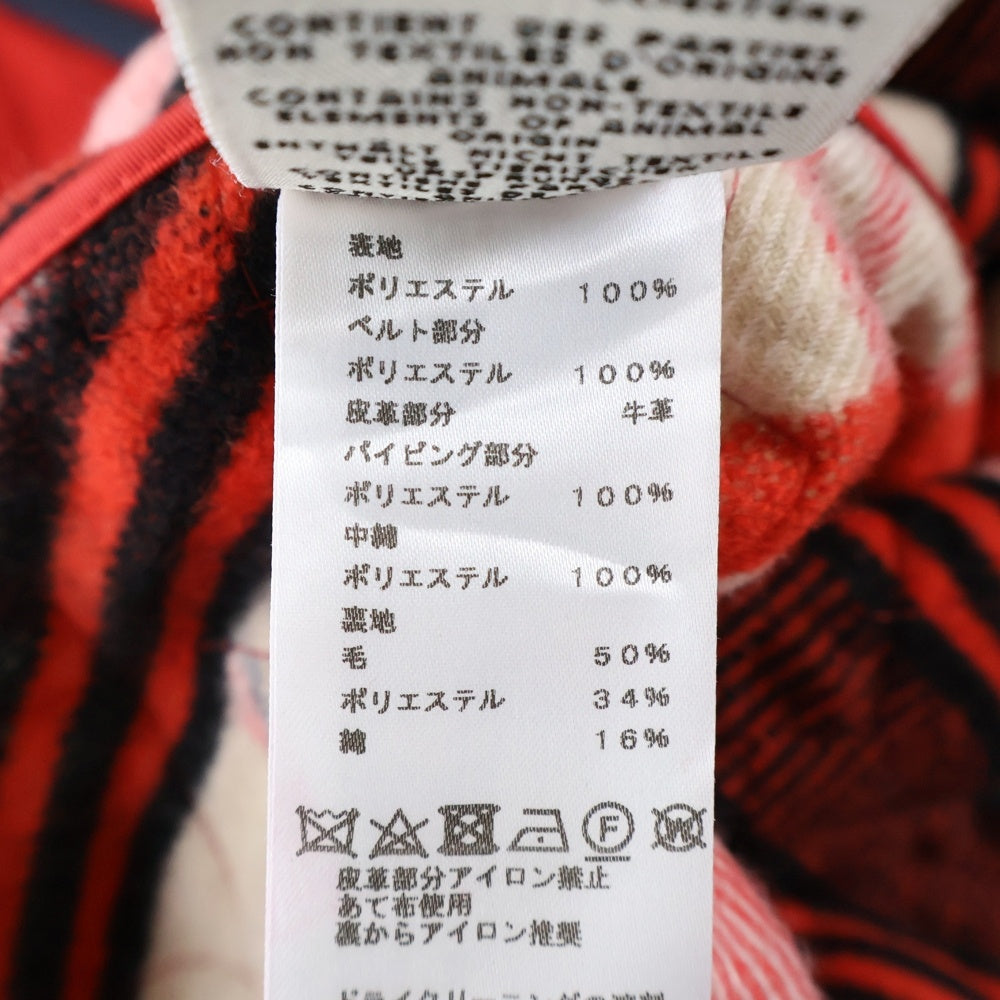 CONTIENT DES PARTIES
NON TEXTILES D'ORIGINE
ANIMALE
CONTAINS NON-TEXTILE
ELEMENTS OF ANIMAL
ORIGIN
ENTHÄLT NICHT TEXTILE
表地
ポリエステル 100%
ベルト部分
ポリエステル 100%
皮革部分 牛革
パイピング部分
ポリエステル 100%
中綿
ポリエステル 100%
裏地
毛 50%
ポリエステル 34%
綿 16%
F W
皮革部分アイロン禁止
あて布使用
裏からアイロン推奨